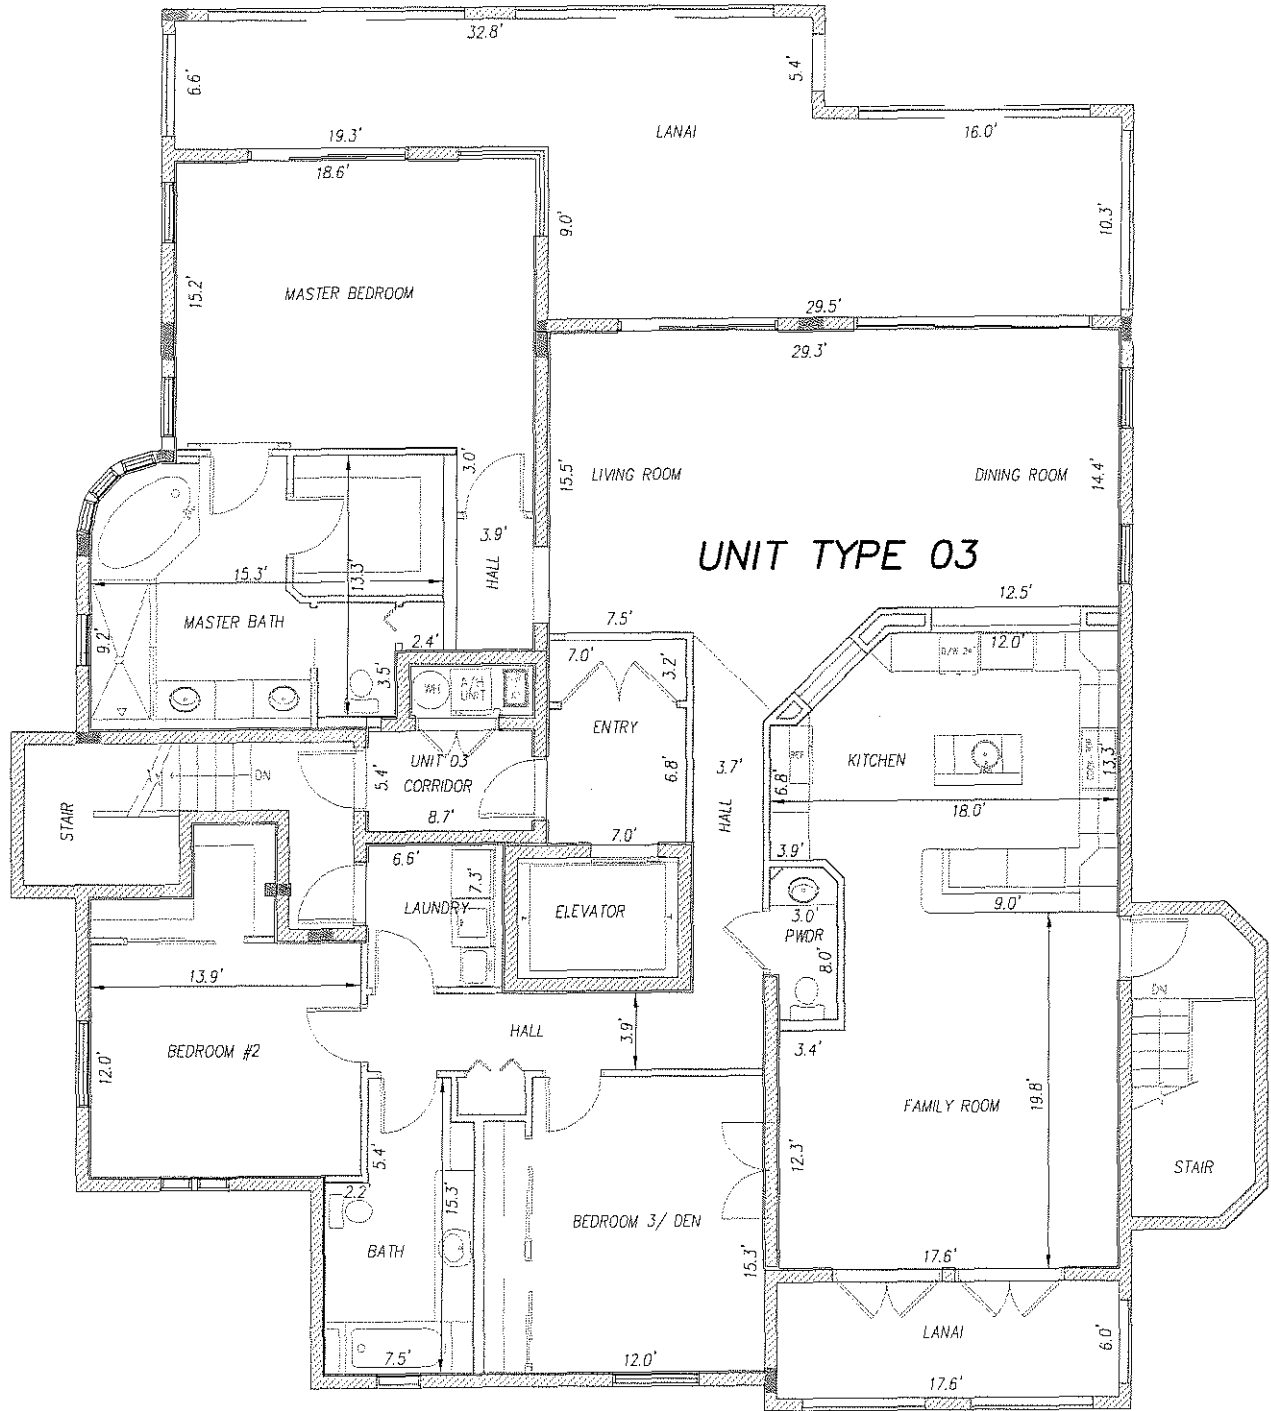 32.8'
6.6'
5.4'
19.3'
LANAI
16.0'
18.6'
9.0'
10.3'
15.2'
MASTER BEDROOM
29.5'
29.3'
3.0'
15.5'
LIVING ROOM
DINING ROOM
14.4'
3.9'
HALL
UNIT TYPE 03
15.3'
13.3'
12.5'
MASTER BATH
9.2'
2.4'
7.5'
7.0'
3.2'
D/W 24"
12.0'
3.5'
WH
A/H
UNIT
ENTRY
REF
KITCHEN
COOK-TOP
13.3'
UNIT 03
CORRIDOR
5.4'
8.7'
DN
STAIR
6.8'
3.7'
HALL
6.8'
18.0'
7.0'
6.6'
7.3'
LAUNDRY
ELEVATOR
3.9'
3.0'
PWDR
8.0'
9.0'
13.9'
DN
HALL
3.9'
3.4'
BEDROOM #2
12.0'
FAMILY ROOM
19.8'
5.4'
12.3'
STAIR
2.2'
15.3'
BEDROOM 3/ DEN
BATH
15.3'
17.6'
LANAI
6.0'
7.5'
12.0'
17.6'